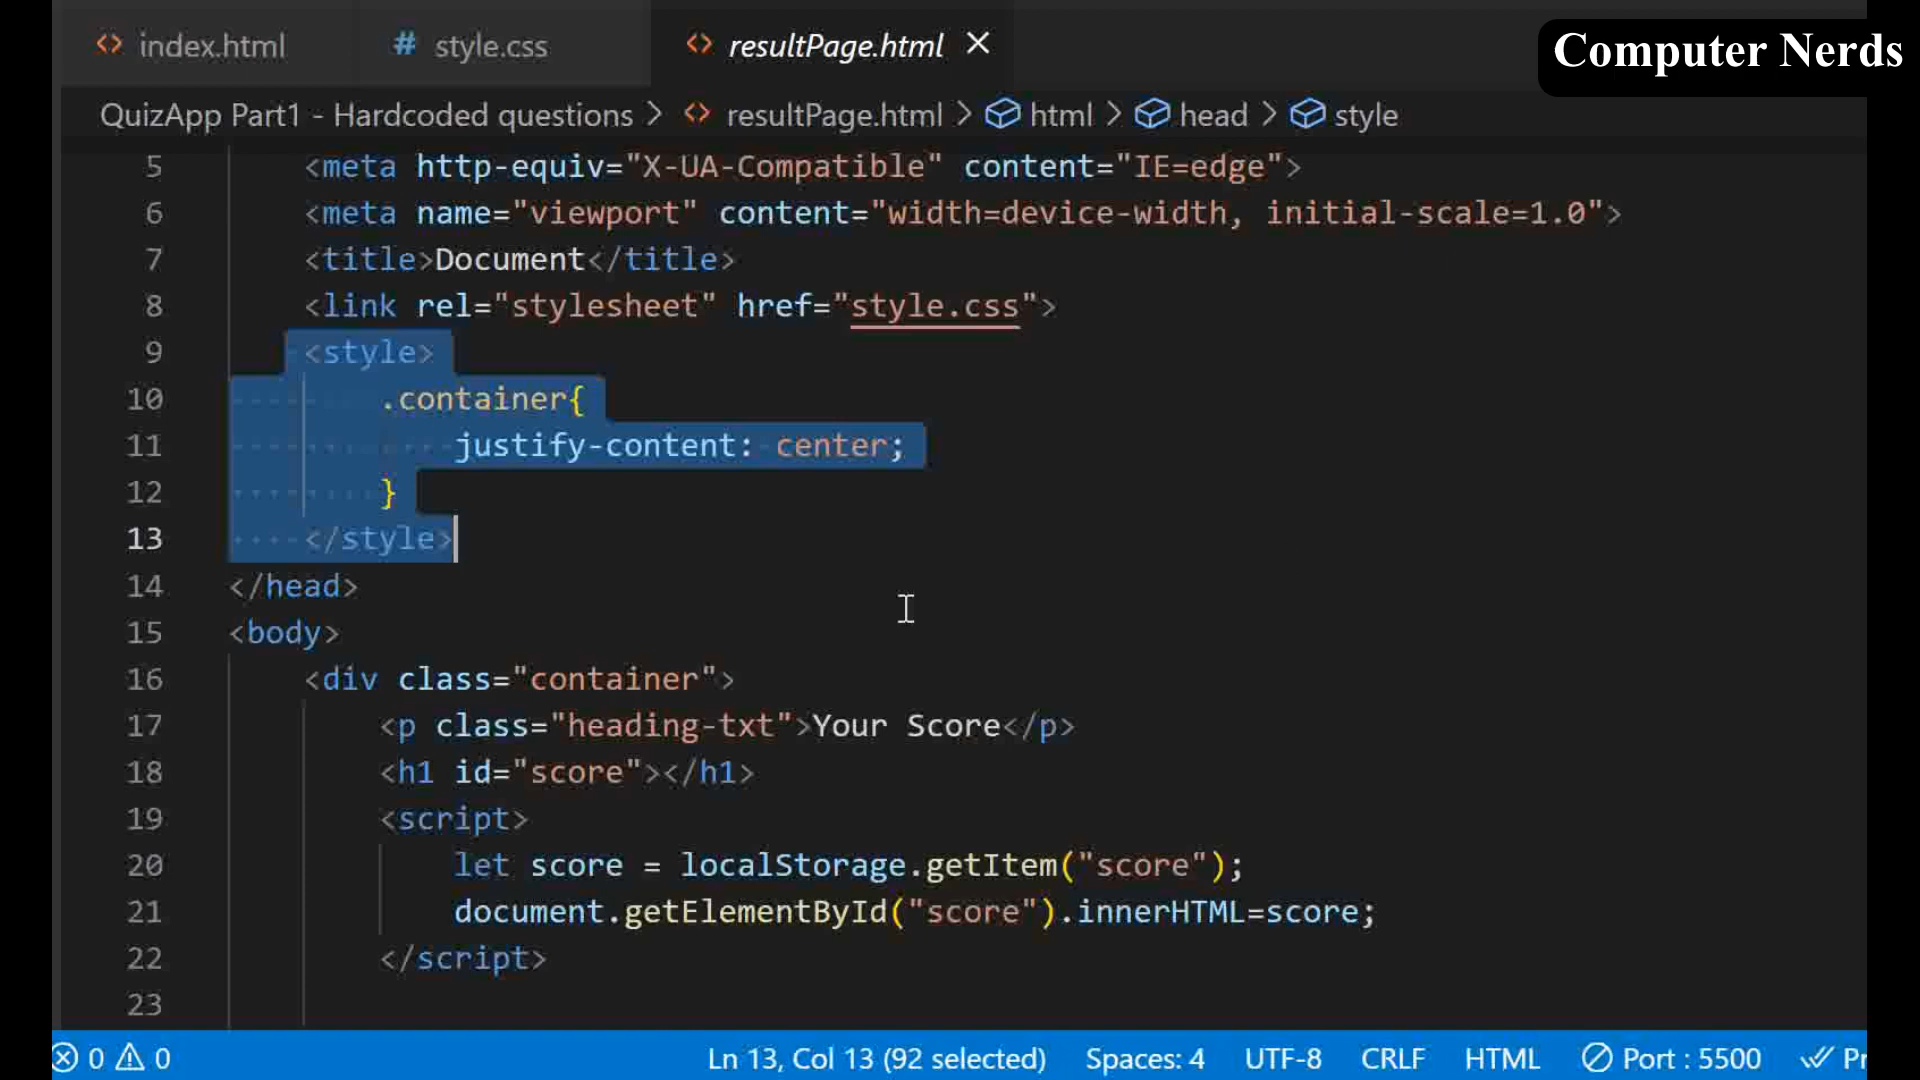 index.html
style.css
resultPage.html
Computer Nerds
QuizApp Part1 - Hardcoded questions > resultPage.html > html > head > style
5 <meta http-equiv="X-UA-Compatible" content="IE=edge">
6 <meta name="viewport" content="width=device-width, initial-scale=1.0">
7 <title>Document</title>
8 <link rel="stylesheet" href="style.css">
9 <style>
10 .container{
11 justify-content: center;
12 }
13 </style>
14 </head>
15 <body>
16 <div class="container">
17 <p class="heading-txt">Your Score</p>
18 <h1 id="score"></h1>
19 <script>
20 let score = localStorage.getItem("score");
21 document.getElementById("score").innerHTML=score;
22 </script>
23
0 0 Ln 13, Col 13 (92 selected) Spaces: 4 UTF-8 CRLF HTML Port : 5500